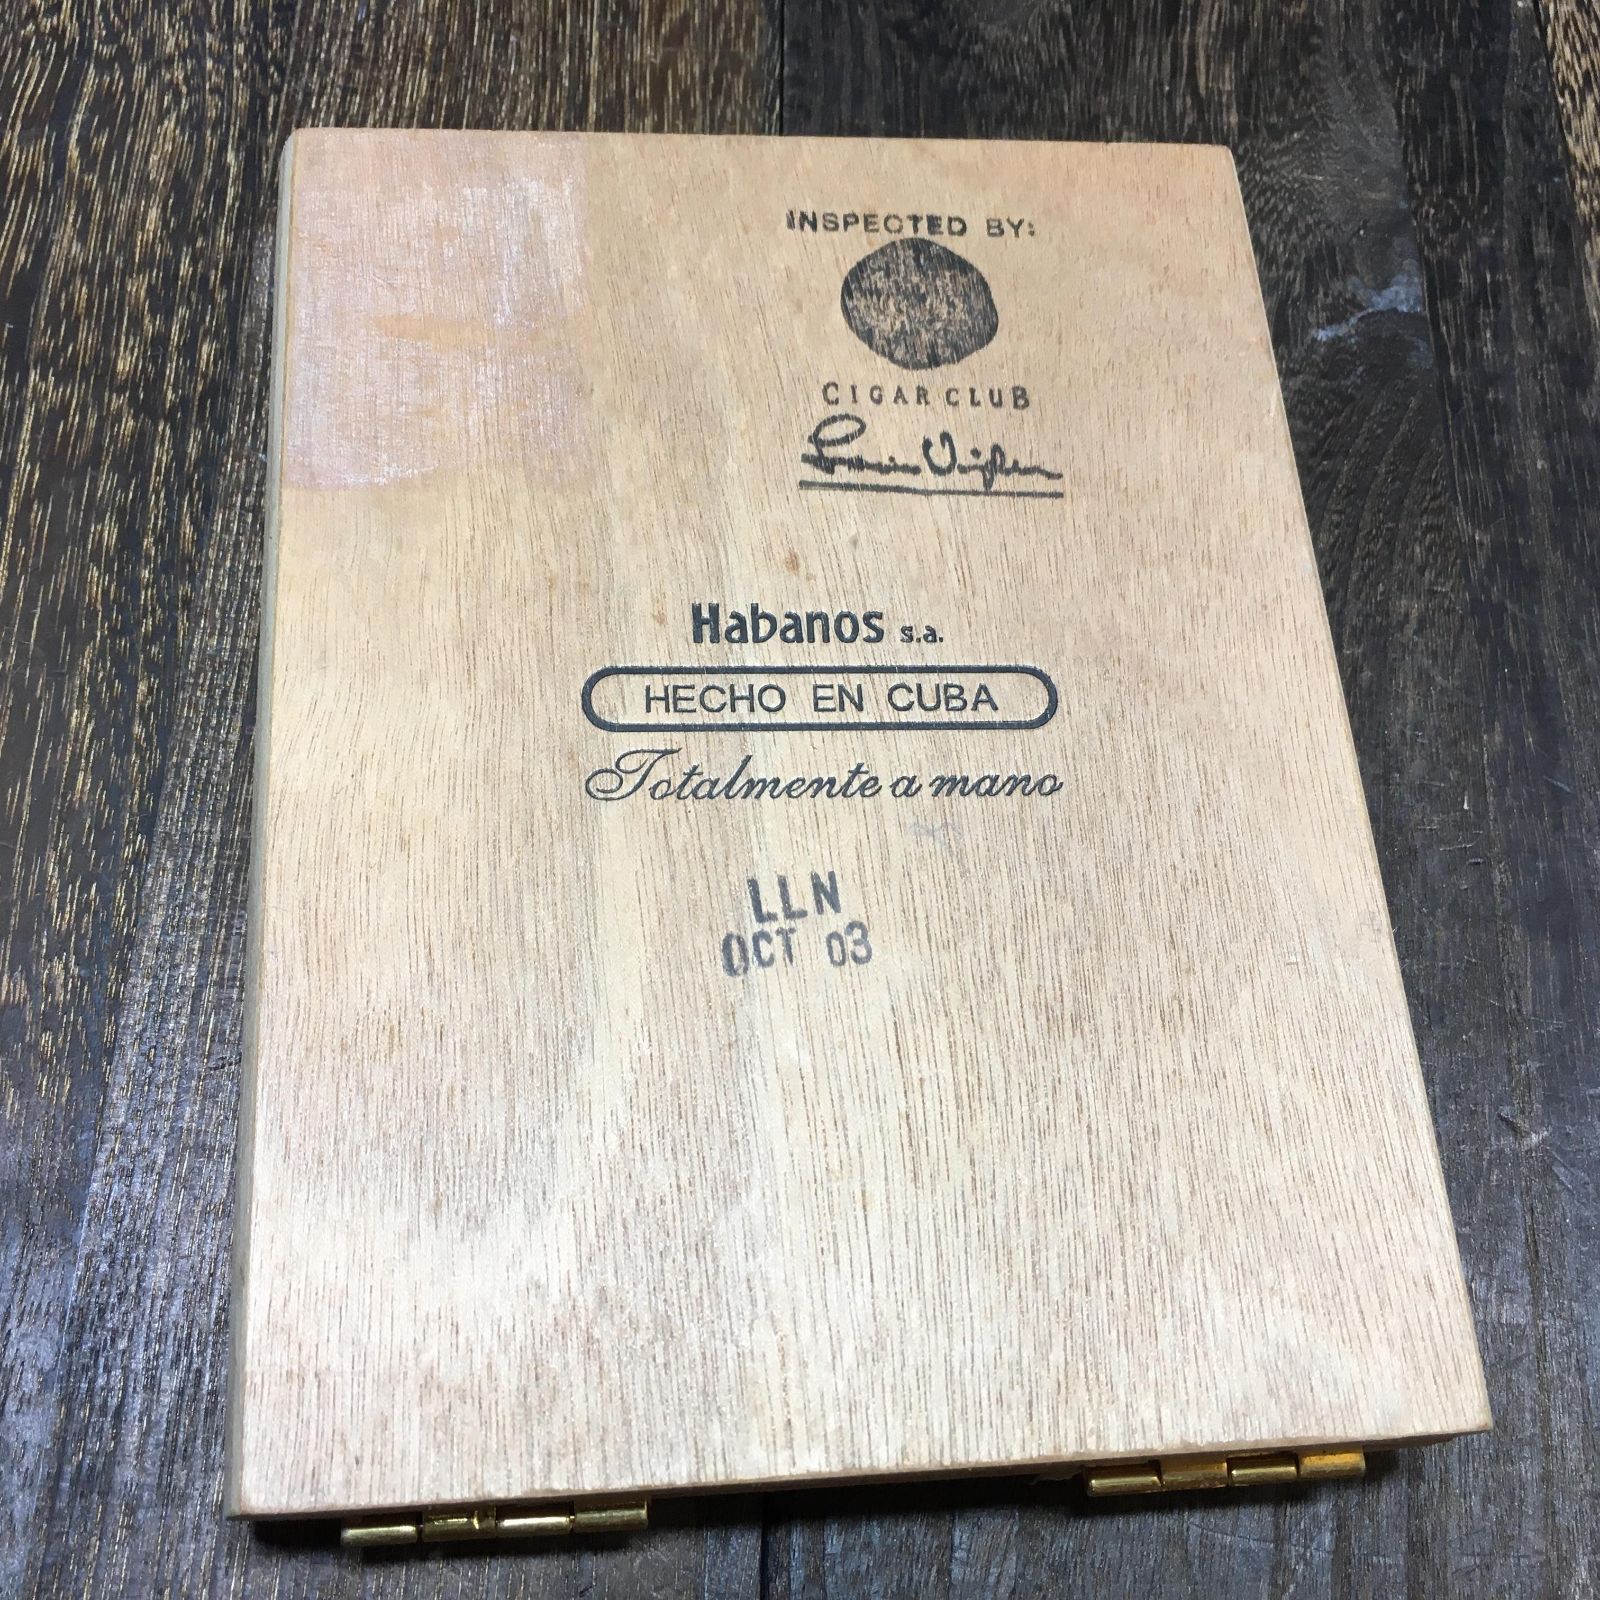 INSPECTED BY:
CIGAR CLUB
Habanos s.a.
HECHO EN CUBA
Totalmente a mano
LLN
OCT 03